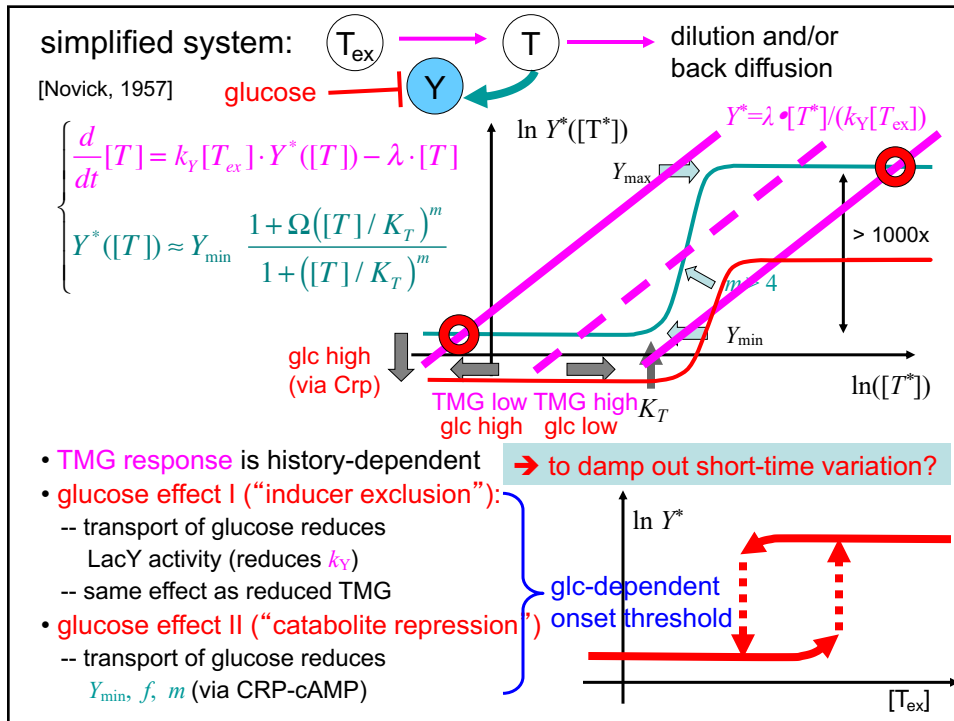 simplified system:
T_ex
T
dilution and/or
back diffusion
[Novick, 1957]
glucose
Y
d/dt [T] = k_Y[T_ex]·Y*([T]) − λ·[T]
Y*([T]) ≈ Y_min (1+Ω([T]/K_T)^m)/(1+([T]/K_T)^m)
ln Y*([T*])
Y*=λ•[T*]/(k_Y[T_ex])
Y_max
> 1000x
m > 4
Y_min
glc high
(via Crp)
ln([T*])
TMG low TMG high
glc high glc low
K_T
• TMG response is history-dependent
➔ to damp out short-time variation?
• glucose effect I (“inducer exclusion”):
-- transport of glucose reduces
LacY activity (reduces k_Y)
-- same effect as reduced TMG
• glucose effect II (“catabolite repression”)
-- transport of glucose reduces
Y_min, f, m (via CRP-cAMP)
glc-dependent
onset threshold
ln Y*
[T_ex]